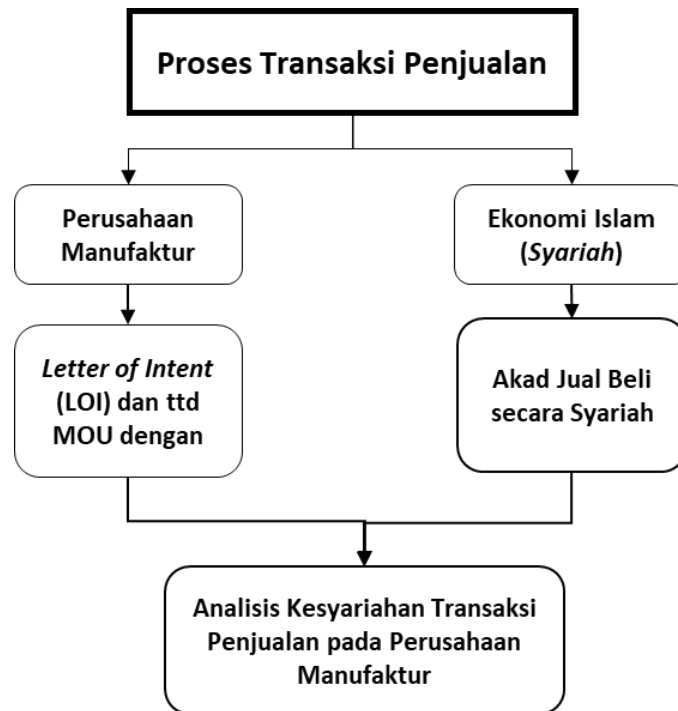 Proses Transaksi Penjualan
Perusahaan
Manufaktur
Ekonomi Islam
(Syariah)
Letter of Intent
(LOI) dan ttd
MOU dengan
Akad Jual Beli
secara Syariah
Analisis Kesyariahan Transaksi
Penjualan pada Perusahaan
Manufaktur